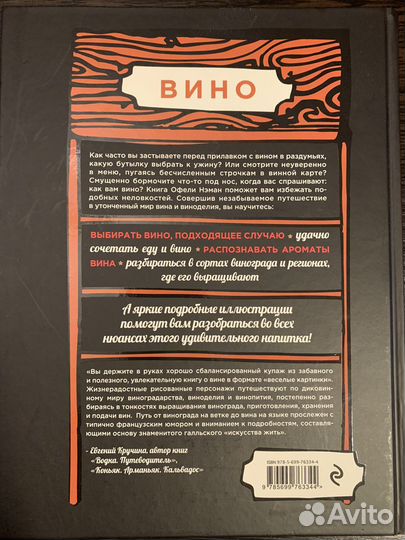 ВИНО
Как часто вы застываете перед прилавком с вином в раздумьях,
какую бутылку выбрать к ужину? Или смотрите неуверенно
в меню, пугаясь бесчисленным строчкам в винной карте?
Смущенно бормочите что-то под нос, когда вас спрашивают:
как вам вино? Книга Офели Нэман поможет вам избежать по-
добных неловкостей. Совершив незабываемое путешествие
в утонченный мир вина и виноделия, вы научитесь:
ВЫБИРАТЬ ВИНО, ПОДХОДЯЩЕЕ СЛУЧАЮ ★ удачно
сочетать еду и вино ★ РАСПОЗНАВАТЬ АРОМАТЫ
ВИНА ★ разбираться в сортах винограда и регионах,
где его выращивают
А яркие подробные иллюстрации
помогут вам разобраться во всех
нюансах этого удивительного напитка!
«Вы держите в руках хорошо сбалансированный купаж из забавного
и полезного, увлекательную книгу о вине в формате «веселые картинки».
Жизнерадостные рисованные персонажи путешествуют по диковин-
ному миру виноградарства, виноделия и винопития, постепенно раз-
бираясь в тонкостях выращивания винограда, приготовления, хранения
и подачи вин. Путь от винограда на ветке до вина на языке прослежен с
типично французским юмором и вниманием к подробностям, составля-
ющими основу знаменитого галльского «искусства жить».
- Евгений Кручина, автор книг
«Водка. Путеводитель»,
«Коньяк. Арманьяк. Кальвадос»
ISBN 978-5-699-76334-4
9 785699 763344 >
Avito